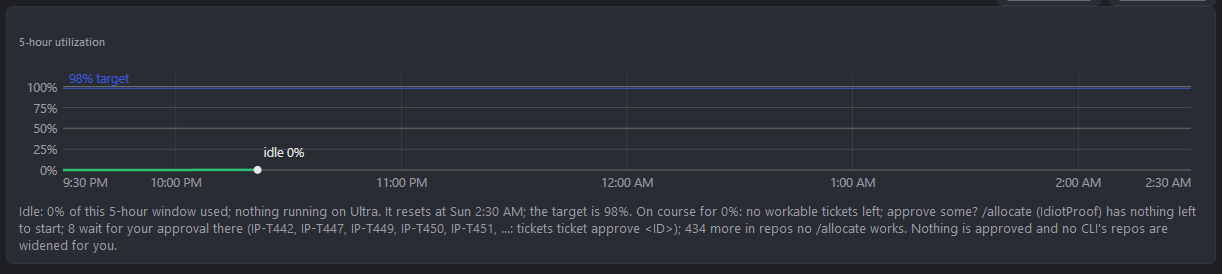 5-hour utilization
98% target
100%
75%
50%
25%
0%
idle 0%
9:30 PM 10:00 PM 11:00 PM 12:00 AM 1:00 AM 2:00 AM 2:30 AM
Idle: 0% of this 5-hour window used; nothing running on Ultra. It resets at Sun 2:30 AM; the target is 98%. On course for 0%: no workable tickets left; approve some? /allocate (IdiotProof) has nothing left
to start; 8 wait for your approval there (IP-T442, IP-T447, IP-T449, IP-T450, IP-T451, ...: tickets ticket approve <ID>); 434 more in repos no /allocate works. Nothing is approved and no CLI's repos are
widened for you.